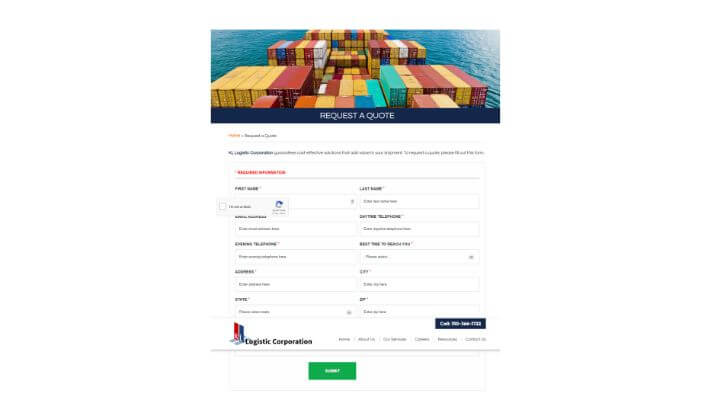 REQUEST A QUOTE
Home » Request a Quote
KL Logistic Corporation guarantees cost-effective solutions that add value to your shipment. To request a quote, please fill out this form.
* REQUIRED INFORMATION
FIRST NAME * LAST NAME *
Enter last name here
I'm not a robot
EMAIL ADDRESS * DAYTIME TELEPHONE *
Enter email address here Enter daytime telephone here
EVENING TELEPHONE * BEST TIME TO REACH YOU *
Enter evening telephone here Please select
ADDRESS * CITY *
Enter address here Enter city here
STATE * ZIP *
Please select state Enter zip here
Call:
KL Logistic Corporation
Home | About Us | Our Services | Careers | Resources | Contact Us
SUBMIT